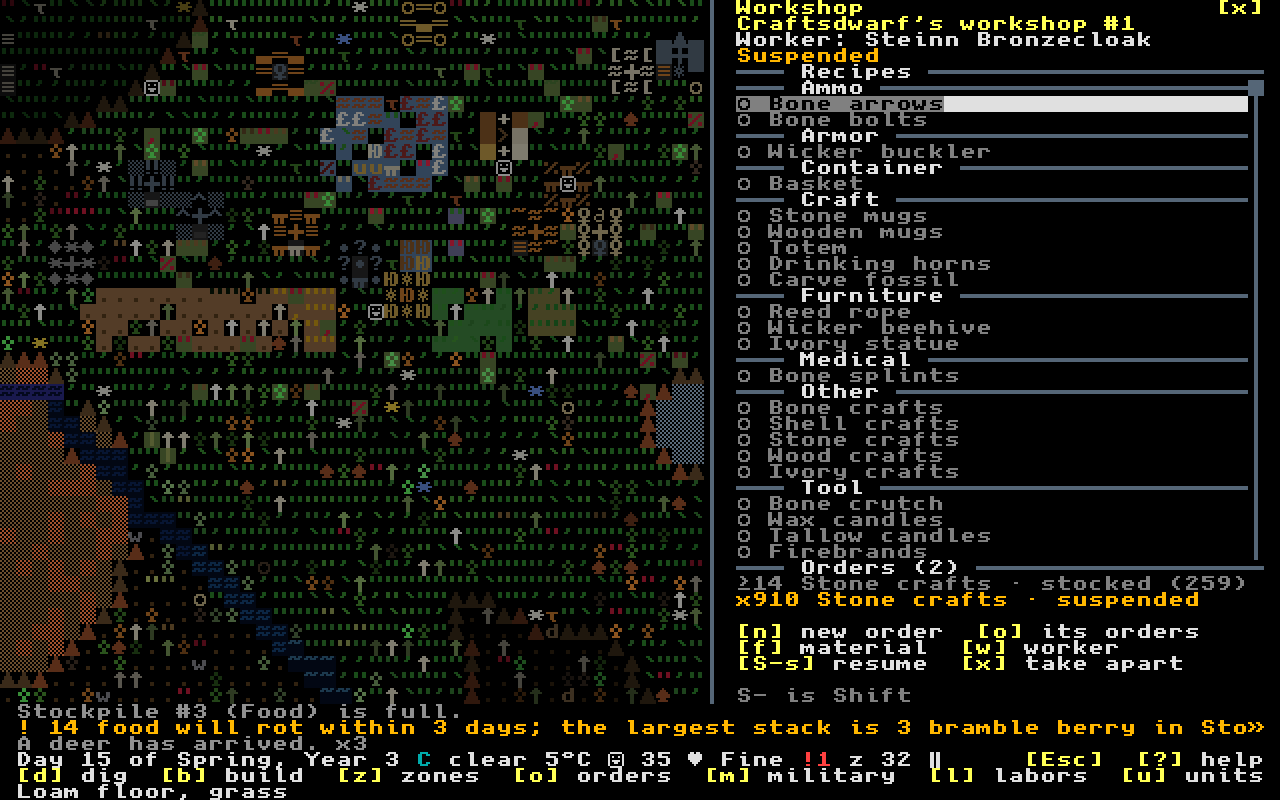 Workshop [x]
Craftsdwarf's workshop #1
Worker: Steinn Bronzecloak
Suspended
Recipes
Ammo
o Bone arrows
o Bone bolts
Armor
o Wicker buckler
Container
o Basket
Craft
o Stone mugs
o Wooden mugs
o Totem
o Drinking horns
o Carve fossil
Furniture
o Reed rope
o Wicker beehive
o Ivory statue
Medical
o Bone splints
Other
o Bone crafts
o Shell crafts
o Stone crafts
o Wood crafts
o Ivory crafts
Tool
o Bone crutch
o Wax candles
o Tallow candles
o Firebrands
Orders (2)
≥14 Stone crafts · stocked (259)
x910 Stone crafts · suspended
[n] new order [o] its orders
[f] material [w] worker
[S-s] resume [x] take apart
S- is Shift
Stockpile #3 (Food) is full.
! 14 food will rot within 3 days; the largest stack is 3 bramble berry in Sto»
A deer has arrived. x3
Day 15 of Spring, Year 3 C clear 5°C 35 ♥ Fine !1 z 32 ‖ [Esc] [?] help
[d] dig [b] build [z] zones [o] orders [m] military [l] labors [u] units
Loam floor, grass